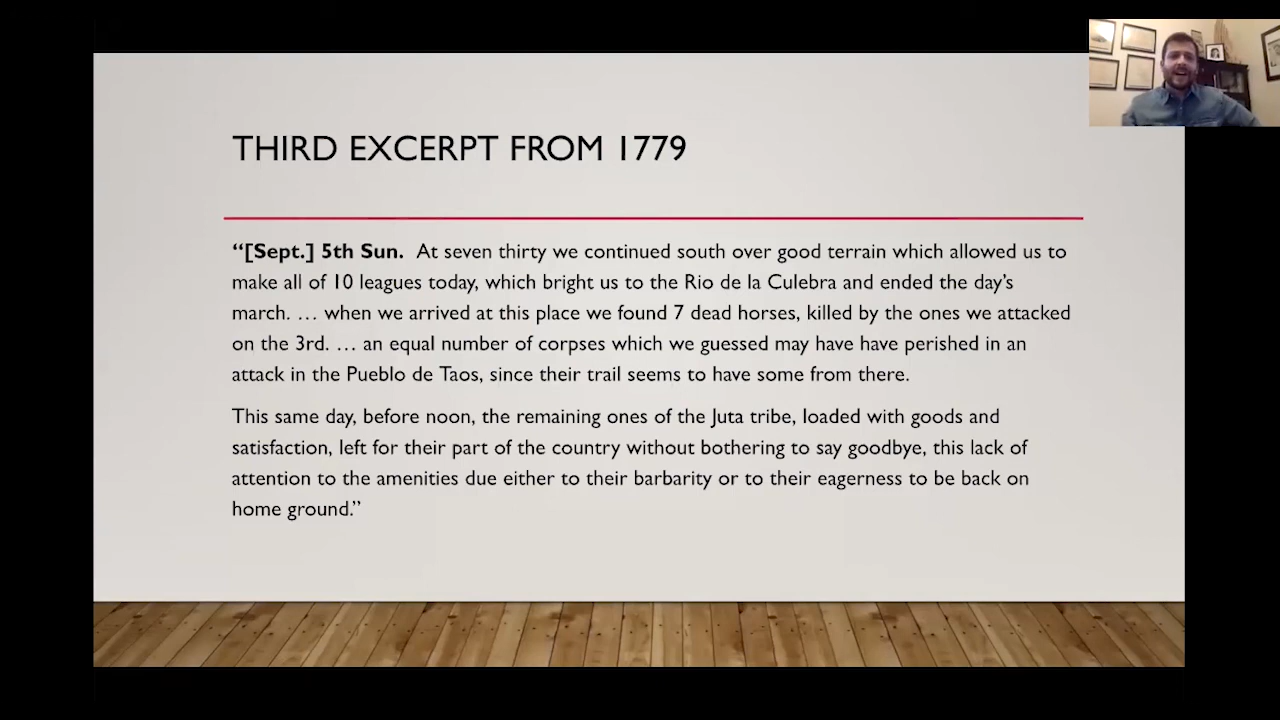 THIRD EXCERPT FROM 1779
“[Sept.] 5th Sun. At seven thirty we continued south over good terrain which allowed us to
make all of 10 leagues today, which bright us to the Rio de la Culebra and ended the day’s
march. … when we arrived at this place we found 7 dead horses, killed by the ones we attacked
on the 3rd. … an equal number of corpses which we guessed may have have perished in an
attack in the Pueblo de Taos, since their trail seems to have some from there.
This same day, before noon, the remaining ones of the Juta tribe, loaded with goods and
satisfaction, left for their part of the country without bothering to say goodbye, this lack of
attention to the amenities due either to their barbarity or to their eagerness to be back on
home ground.”